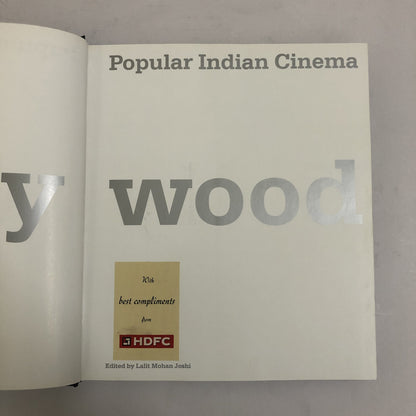 Popular Indian Cinema
y wood
With
best compliments
from
HDFC
Edited by Lalit Mohan Joshi